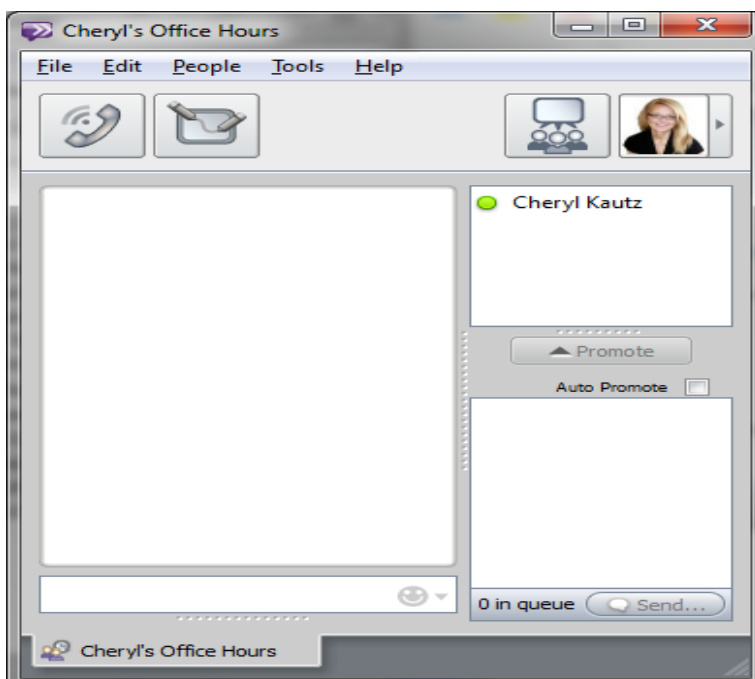 Cheryl's Office Hours
File Edit People Tools Help
Cheryl Kautz
Promote
Auto Promote
0 in queue Send...
Cheryl's Office Hours